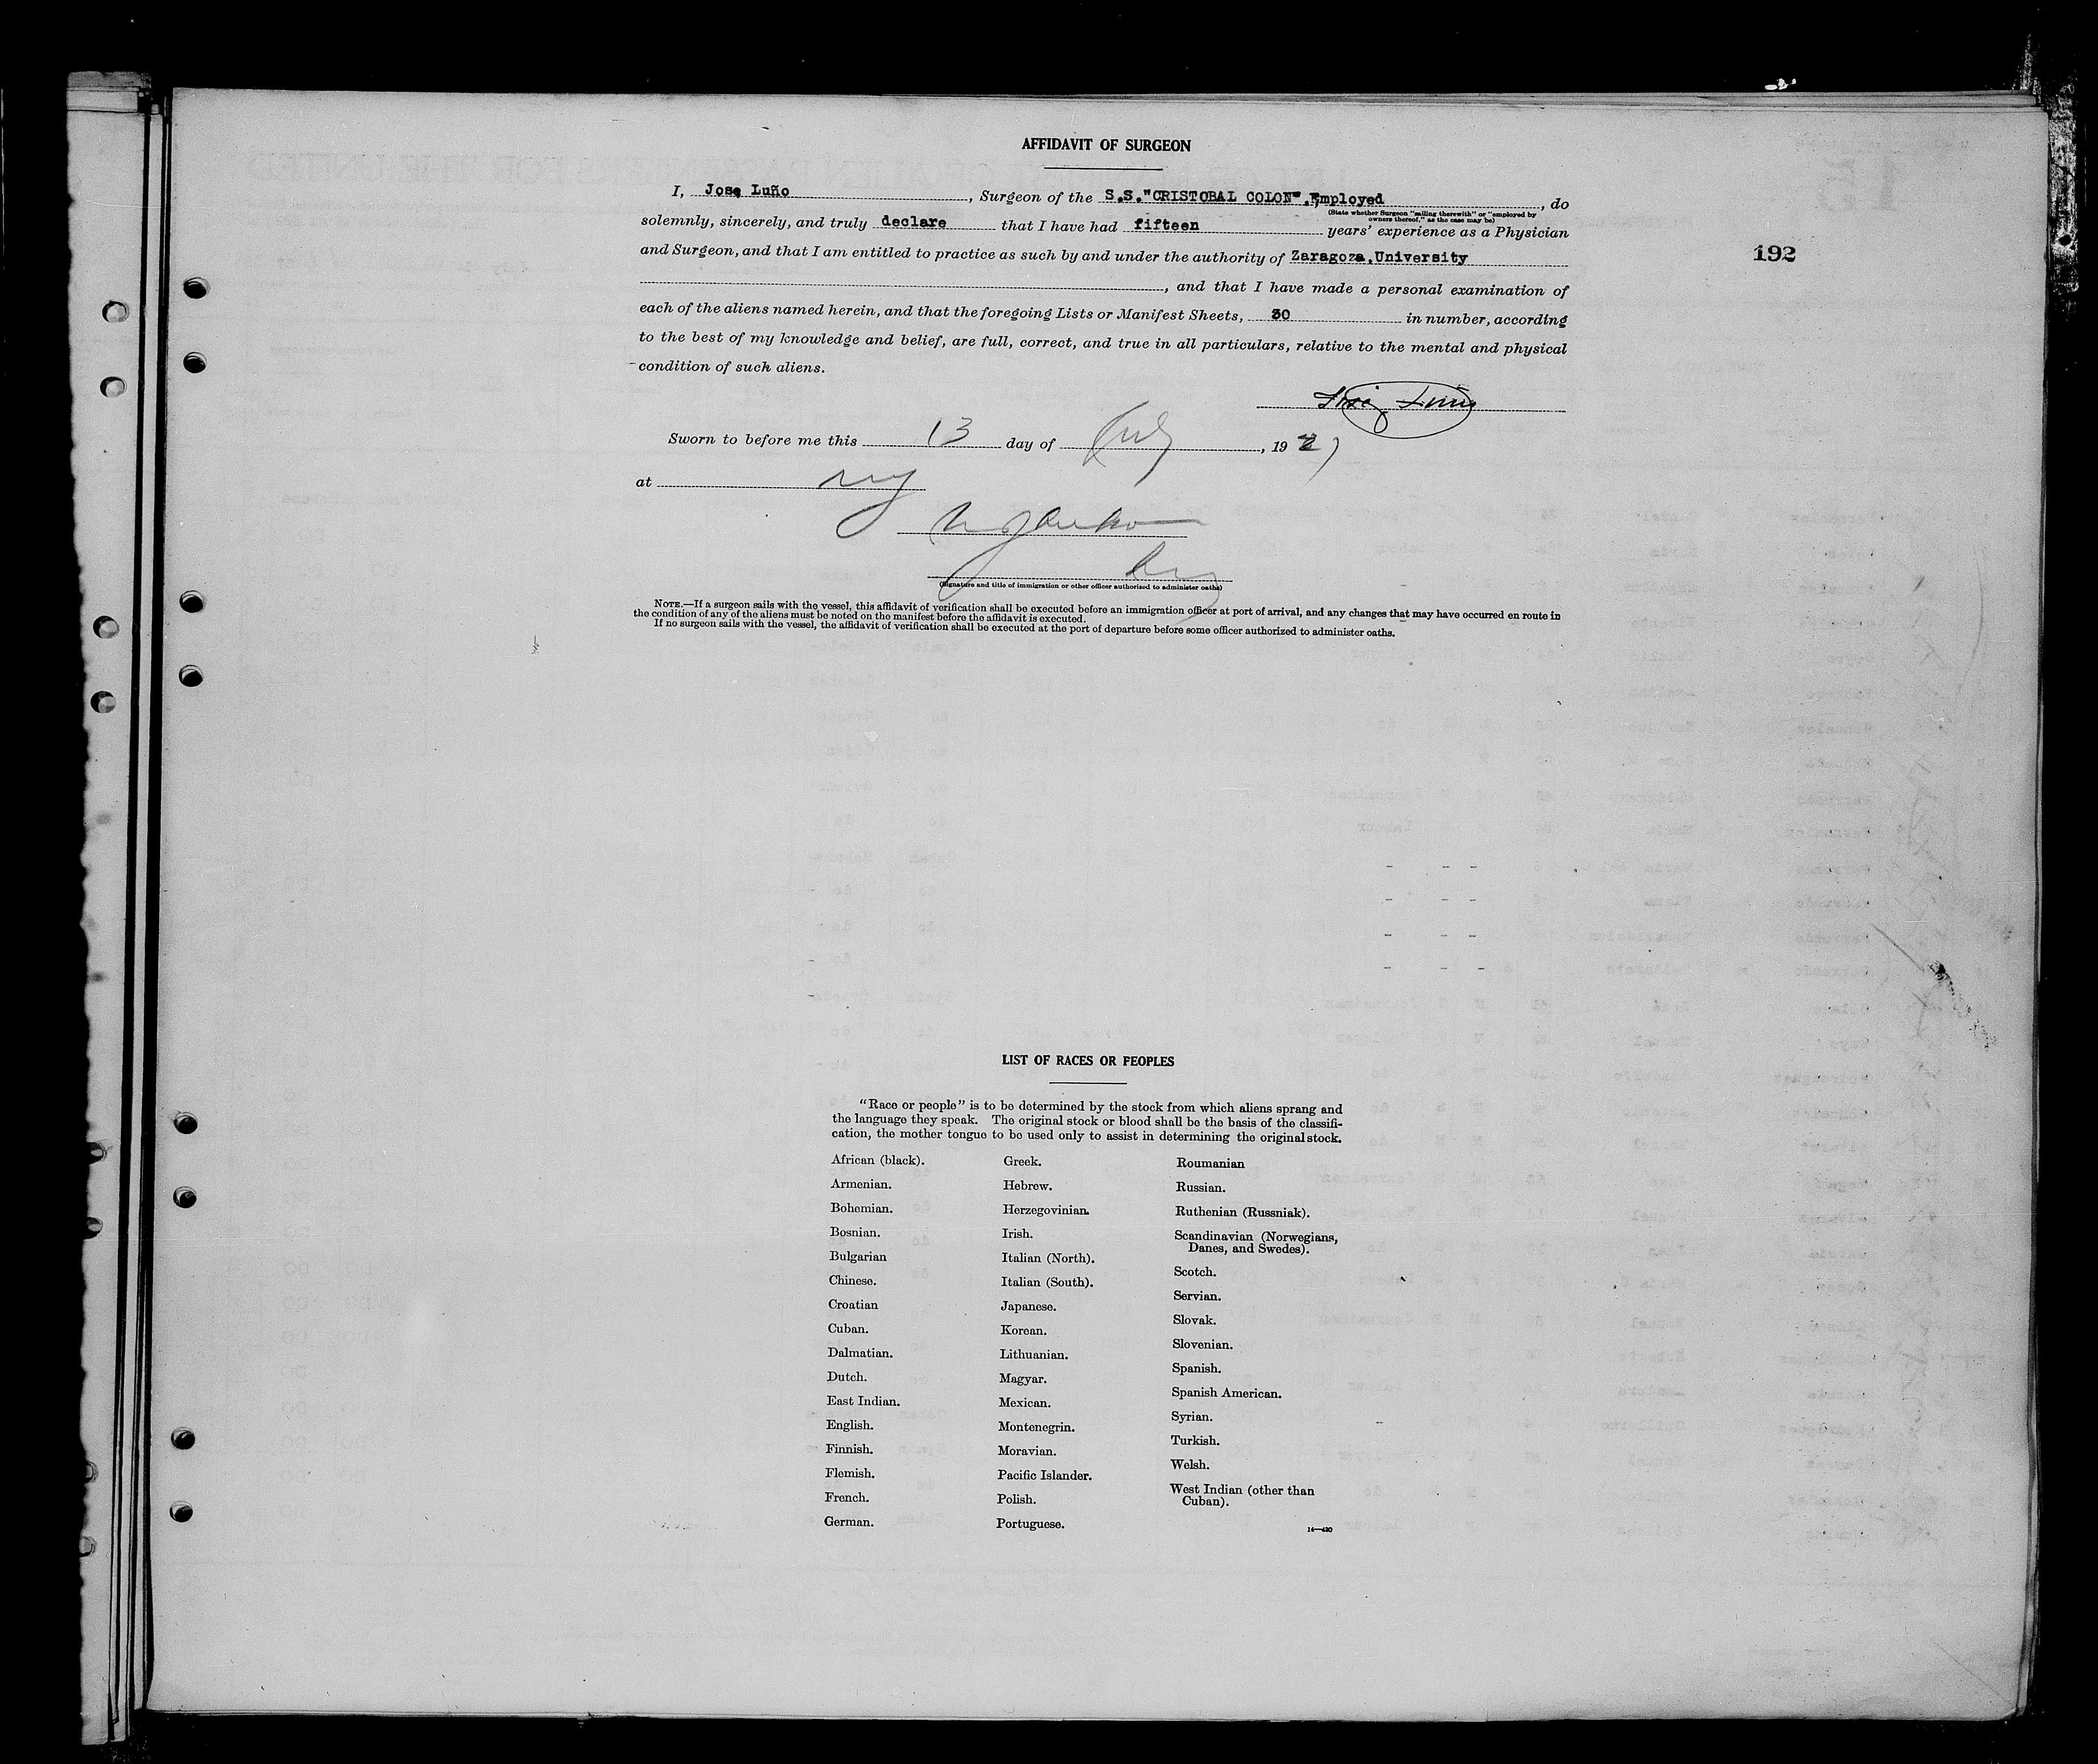 AFFIDAVIT OF SURGEON
I, Jose Luño, Surgeon of the S.S."CRISTOBAL COLON". Employed, do
(State whether Surgeon "sailing therewith" or "employed by
owners thereof," as the case may be)
solemnly, sincerely, and truly declare that I have had fifteen years' experience as a Physician
and Surgeon, and that I am entitled to practice as such by and under the authority of Zaragoza.University
192
, and that I have made a personal examination of
each of the aliens named herein, and that the foregoing Lists or Manifest Sheets, 30 in number, according
to the best of my knowledge and belief, are full, correct, and true in all particulars, relative to the mental and physical
condition of such aliens.
Sworn to before me this 13 day of July, 192
at NY
(Signature and title of immigration or other officer authorized to administer oaths)
NOTE.—If a surgeon sails with the vessel, this affidavit of verification shall be executed before an immigration officer at port of arrival, and any changes that may have occurred en route in
the condition of any of the aliens must be noted on the manifest before the affidavit is executed.
If no surgeon sails with the vessel, the affidavit of verification shall be executed at the port of departure before some officer authorized to administer oaths.
LIST OF RACES OR PEOPLES
"Race or people" is to be determined by the stock from which aliens sprang and
the language they speak. The original stock or blood shall be the basis of the classifi-
cation, the mother tongue to be used only to assist in determining the original stock.
African (black).
Armenian.
Bohemian.
Bosnian.
Bulgarian
Chinese.
Croatian
Cuban.
Dalmatian.
Dutch.
East Indian.
English.
Finnish.
Flemish.
French.
German.
Greek.
Hebrew.
Herzegovinian.
Irish.
Italian (North).
Italian (South).
Japanese.
Korean.
Lithuanian.
Magyar.
Mexican.
Montenegrin.
Moravian.
Pacific Islander.
Polish.
Portuguese.
Roumanian
Russian.
Ruthenian (Russniak).
Scandinavian (Norwegians,
Danes, and Swedes).
Scotch.
Servian.
Slovak.
Slovenian.
Spanish.
Spanish American.
Syrian.
Turkish.
Welsh.
West Indian (other than
Cuban).
14—430